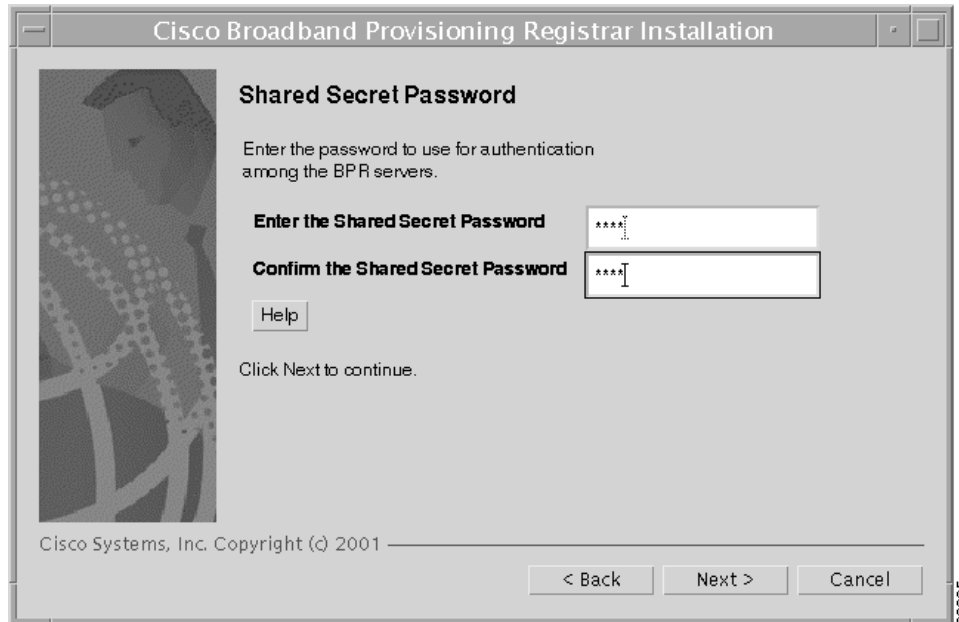 Cisco Broadband Provisioning Registrar Installation
Shared Secret Password
Enter the password to use for authentication
among the BPR servers.
Enter the Shared Secret Password
****
Confirm the Shared Secret Password
****
Help
Click Next to continue.
Cisco Systems, Inc. Copyright (c) 2001
< Back
Next >
Cancel